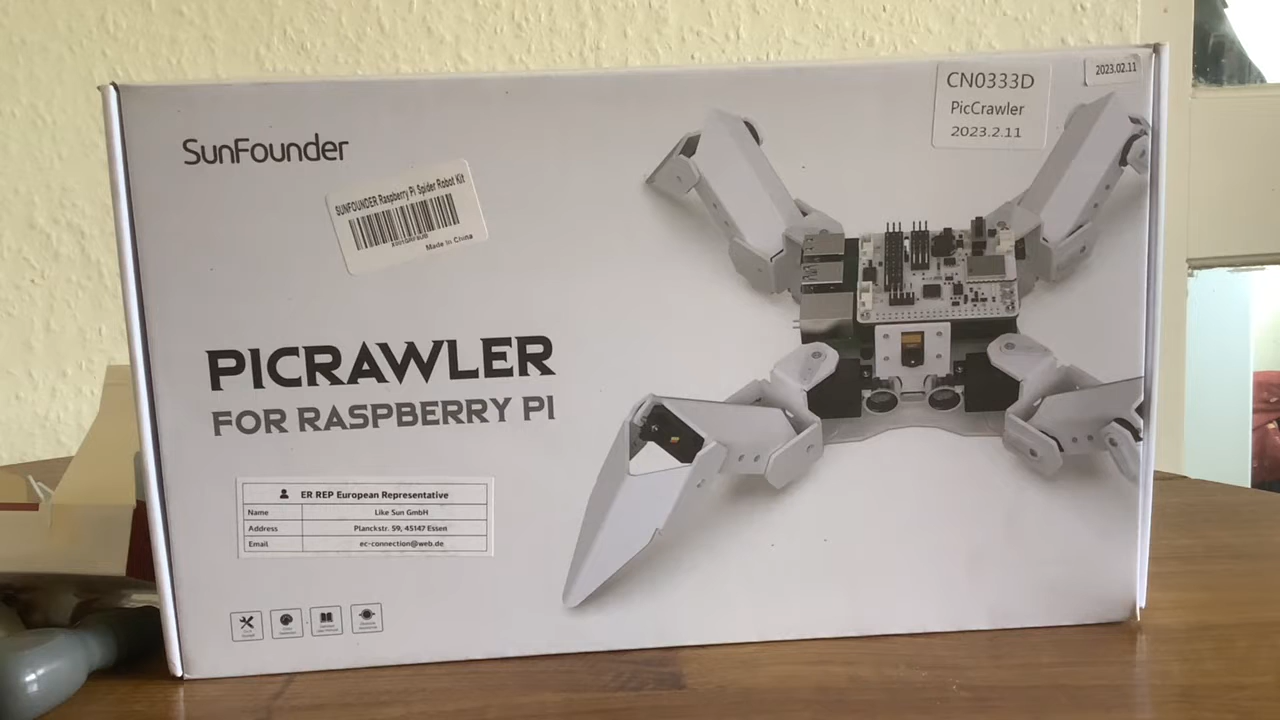 SunFounder
CN0333D
PicCrawler
2023.2.11
2023.02.11
SUNFOUNDER Raspberry Pi Spider Robot Kit
Made In China
PICRAWLER
FOR RASPBERRY PI
ER REP European Representative
Name Like Sun GmbH
Address Planckstr. 59, 45147 Essen
Email ec-connection@web.de